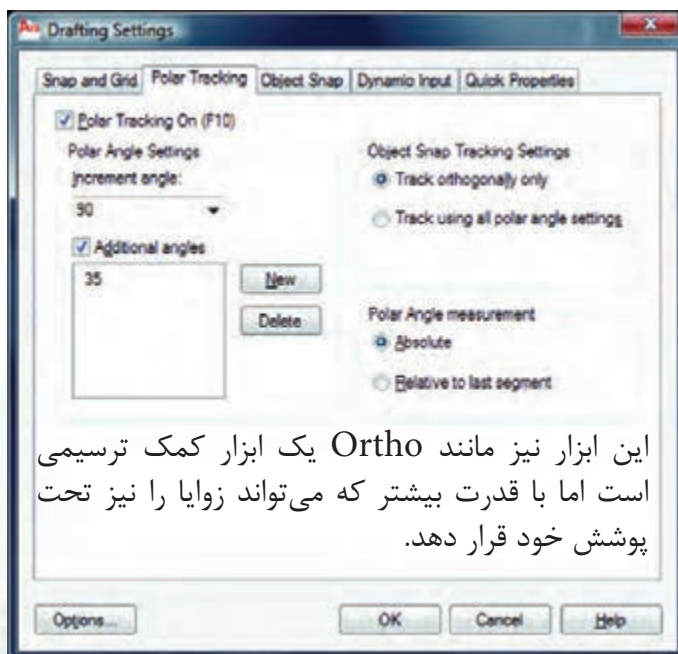 Drafting Settings
Snap and Grid Polar Tracking Object Snap Dynamic Input Quick Properties
Polar Tracking On (F10)
Polar Angle Settings
Increment angle:
90
Additional angles
35
New
Delete
Object Snap Tracking Settings
Track orthogonally only
Track using all polar angle settings
Polar Angle measurement
Absolute
Relative to last segment
این ابزار نیز مانند Ortho یک ابزار کمک ترسیمی
است اما با قدرت بیشتر که می‌تواند زوایا را نیز تحت
پوشش خود قرار دهد.
Options... OK Cancel Help